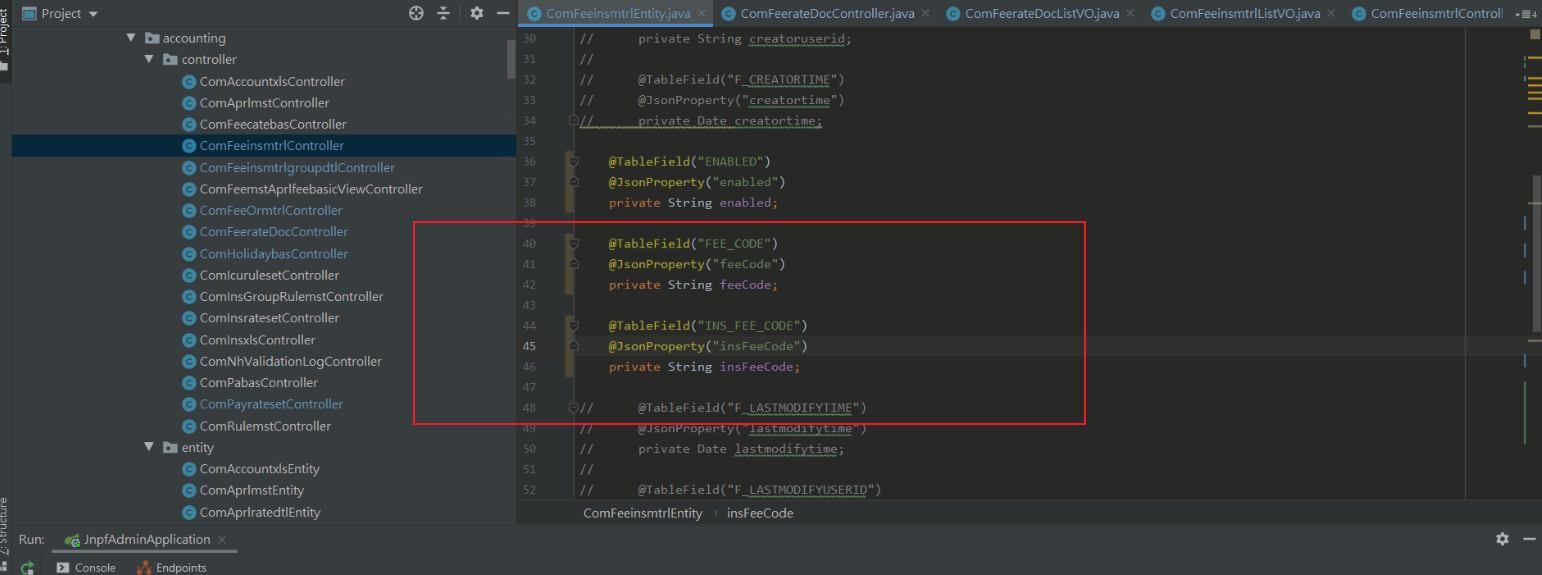 Project
ComFeeinsmtrlEntity.java
ComFeerateDocController.java
ComFeerateDocListVO.java
ComFeeinsmtrlListVO.java
ComFeeinsmtrlControll
4
1: Project
accounting
controller
ComAccountxlsController
ComAprlmstController
ComFeecatebasController
ComFeeinsmtrlController
ComFeeinsmtrlgroupdtlController
ComFeemstAprlfeebasicViewController
ComFeeOrmtrlController
ComFeerateDocController
ComHolidaybasController
ComIcurulesetController
ComInsGroupRulemstController
ComInsratesetController
ComInsxlsController
ComNhValidationLogController
ComPabasController
ComPayratesetController
ComRulemstController
entity
ComAccountxlsEntity
ComAprlmstEntity
ComAprlratedtlEntity
30 // private String creatoruserid;
31 //
32 // @TableField("F_CREATORTIME")
33 // @JsonProperty("creatortime")
34 // private Date creatortime;
35
36 @TableField("ENABLED")
37 @JsonProperty("enabled")
38 private String enabled;
39
40 @TableField("FEE_CODE")
41 @JsonProperty("feeCode")
42 private String feeCode;
43
44 @TableField("INS_FEE_CODE")
45 @JsonProperty("insFeeCode")
46 private String insFeeCode;
47
48 // @TableField("F_LASTMODIFYTIME")
49 // @JsonProperty("lastmodifytime")
50 // private Date lastmodifytime;
51 //
52 // @TableField("F_LASTMODIFYUSERID")
ComFeeinsmtrlEntity › insFeeCode
Z: Structure
Run: JnpfAdminApplication
Console
Endpoints